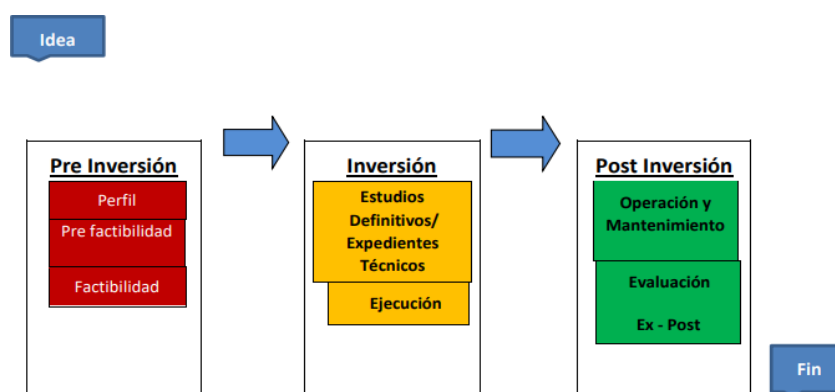 Idea
Pre Inversión
Perfil
Pre factibilidad
Factibilidad
Inversión
Estudios
Definitivos/
Expedientes
Técnicos
Ejecución
Post Inversión
Operación y
Mantenimiento
Evaluación
Ex - Post
Fin